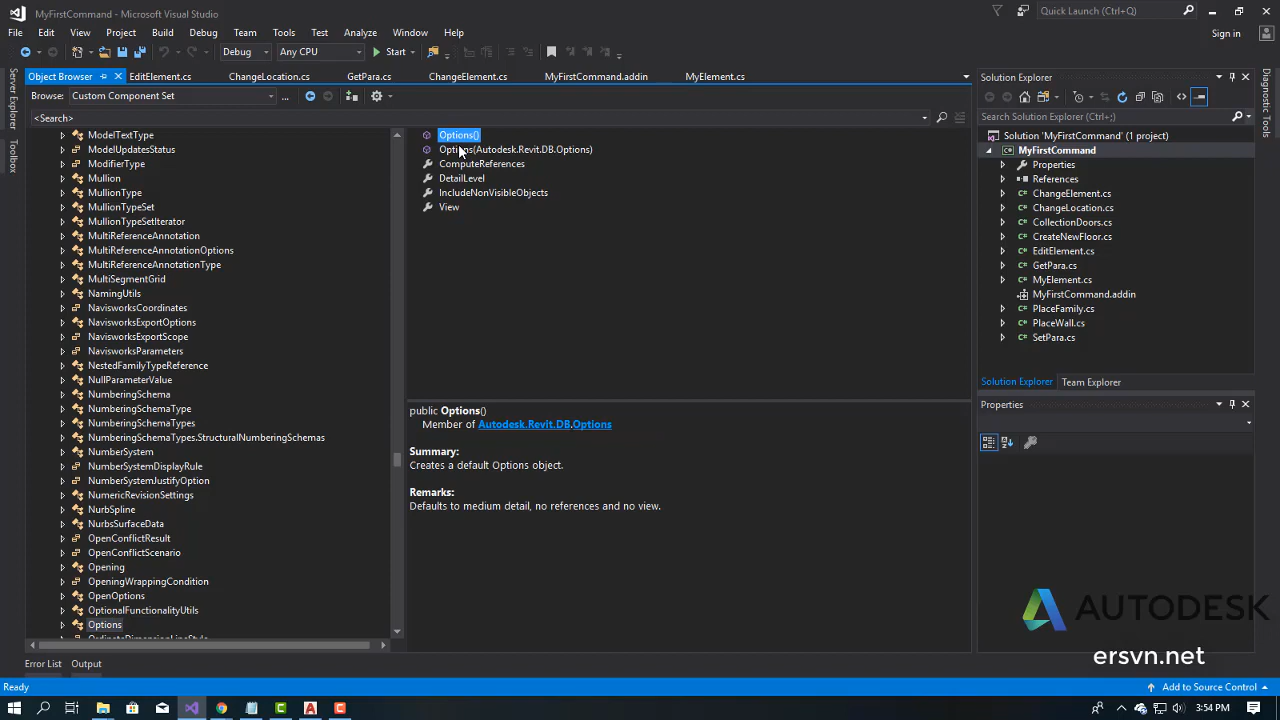 MyFirstCommand - Microsoft Visual Studio
Quick Launch (Ctrl+Q)
File Edit View Project Build Debug Team Tools Test Analyze Window Help
Sign in
Debug Any CPU Start
Server Explorer
Toolbox
Object Browser EditElement.cs ChangeLocation.cs GetPara.cs ChangeElement.cs MyFirstCommand.addin MyElement.cs
Browse: Custom Component Set ...
<Search>
ModelTextType
ModelUpdatesStatus
ModifierType
Mullion
MullionType
MullionTypeSet
MullionTypeSetIterator
MultiReferenceAnnotation
MultiReferenceAnnotationOptions
MultiReferenceAnnotationType
MultiSegmentGrid
NamingUtils
NavisworksCoordinates
NavisworksExportOptions
NavisworksExportScope
NavisworksParameters
NestedFamilyTypeReference
NullParameterValue
NumberingSchema
NumberingSchemaType
NumberingSchemaTypes
NumberingSchemaTypes.StructuralNumberingSchemas
NumberSystem
NumberSystemDisplayRule
NumberSystemJustifyOption
NumericRevisionSettings
NurbSpline
NurbsSurfaceData
OpenConflictResult
OpenConflictScenario
Opening
OpeningWrappingCondition
OpenOptions
OptionalFunctionalityUtils
Options
OrdinateDimensionLineStyle
Options()
Options(Autodesk.Revit.DB.Options)
ComputeReferences
DetailLevel
IncludeNonVisibleObjects
View
public Options()
Member of Autodesk.Revit.DB.Options
Summary:
Creates a default Options object.
Remarks:
Defaults to medium detail, no references and no view.
Solution Explorer
Search Solution Explorer (Ctrl+;)
Solution 'MyFirstCommand' (1 project)
MyFirstCommand
Properties
References
ChangeElement.cs
ChangeLocation.cs
CollectionDoors.cs
CreateNewFloor.cs
EditElement.cs
GetPara.cs
MyElement.cs
MyFirstCommand.addin
PlaceFamily.cs
PlaceWall.cs
SetPara.cs
Solution Explorer Team Explorer
Properties
Diagnostic Tools
AUTODESK
ersvn.net
Error List Output
Ready
Add to Source Control
3:54 PM